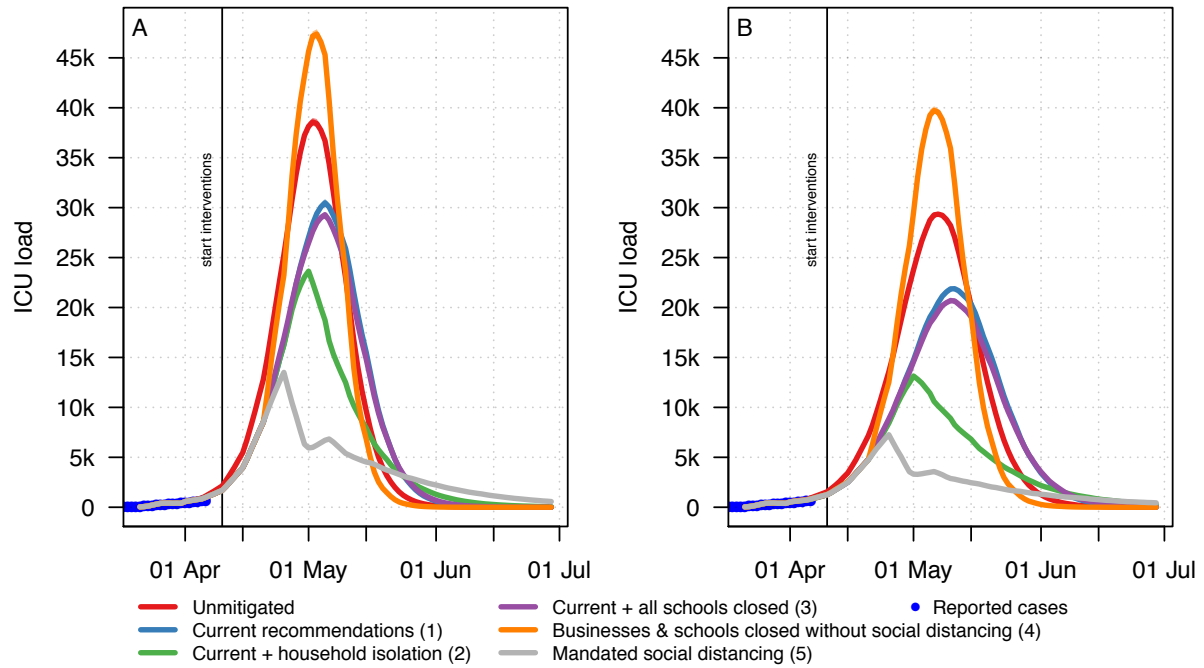 A
B
45k
40k
35k
30k
25k
20k
15k
10k
5k
0
ICU load
start interventions
01 Apr
01 May
01 Jun
01 Jul
45k
40k
35k
30k
25k
20k
15k
10k
5k
0
ICU load
start interventions
01 Apr
01 May
01 Jun
01 Jul
Unmitigated
Current recommendations (1)
Current + household isolation (2)
Current + all schools closed (3)
Businesses & schools closed without social distancing (4)
Mandated social distancing (5)
Reported cases